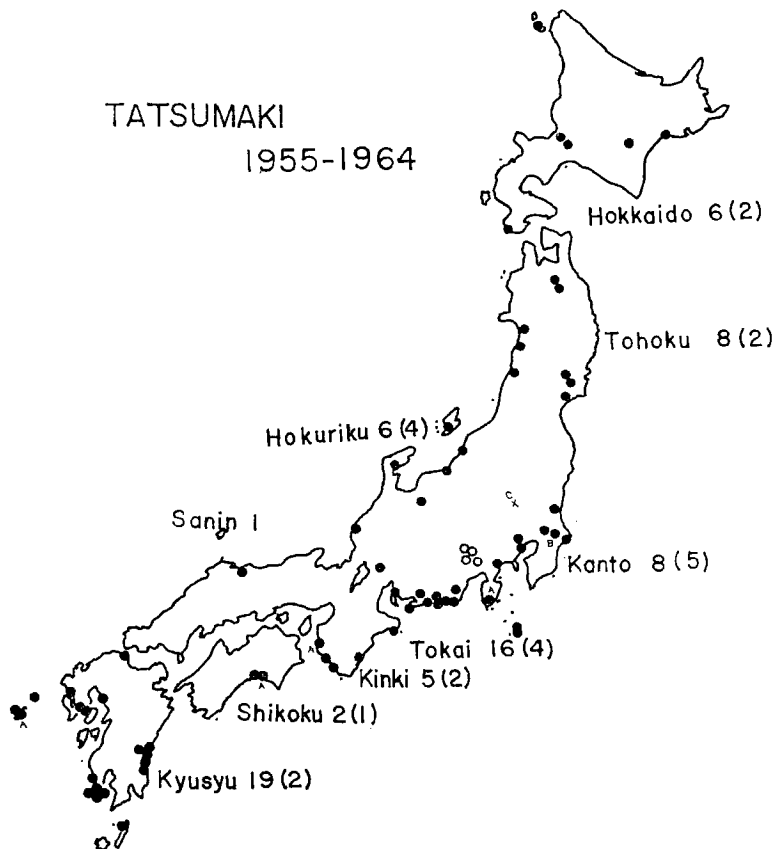 TATSUMAKI
1955-1964
Hokkaido 6(2)
Tohoku 8(2)
Hokuriku 6(4)
C
X
Sanin 1
B
Kanto 8(5)
A
Tokai 16(4)
A
Kinki 5(2)
A
Shikoku 2(1)
A
Kyusyu 19(2)